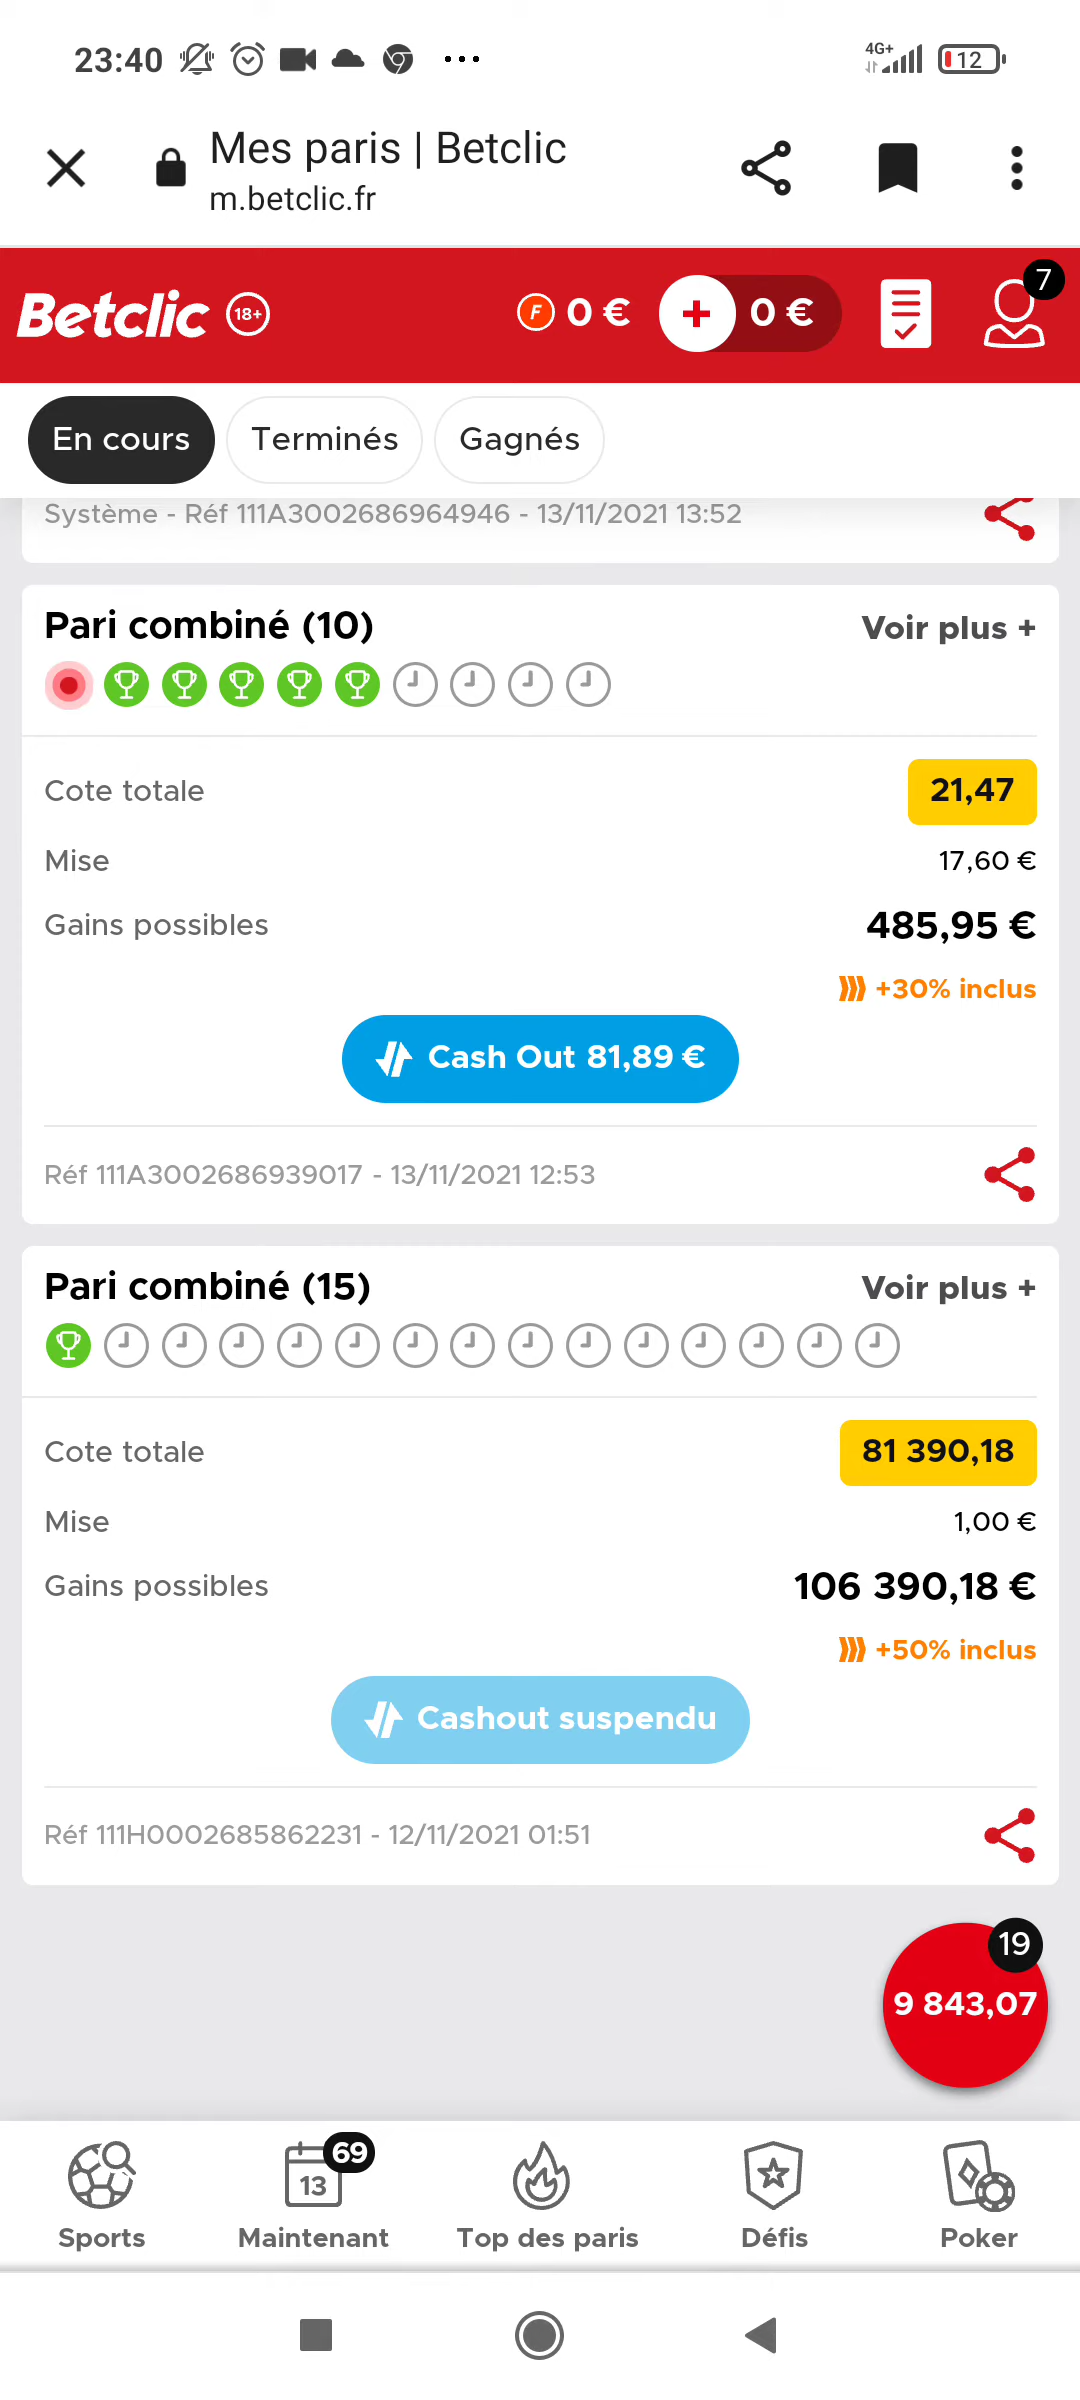 23:40
4G+
12
Mes paris | Betclic
m.betclic.fr
Betclic 18+
F 0 €
+ 0 €
7
En cours
Terminés
Gagnés
Système - Réf 111A3002686964946 - 13/11/2021 13:52
Pari combiné (10)
Voir plus +
Cote totale
21,47
Mise
17,60 €
Gains possibles
485,95 €
+30% inclus
Cash Out 81,89 €
Réf 111A3002686939017 - 13/11/2021 12:53
Pari combiné (15)
Voir plus +
Cote totale
81 390,18
Mise
1,00 €
Gains possibles
106 390,18 €
+50% inclus
Cashout suspendu
Réf 111H0002685862231 - 12/11/2021 01:51
19
9 843,07
69
13
Sports
Maintenant
Top des paris
Défis
Poker